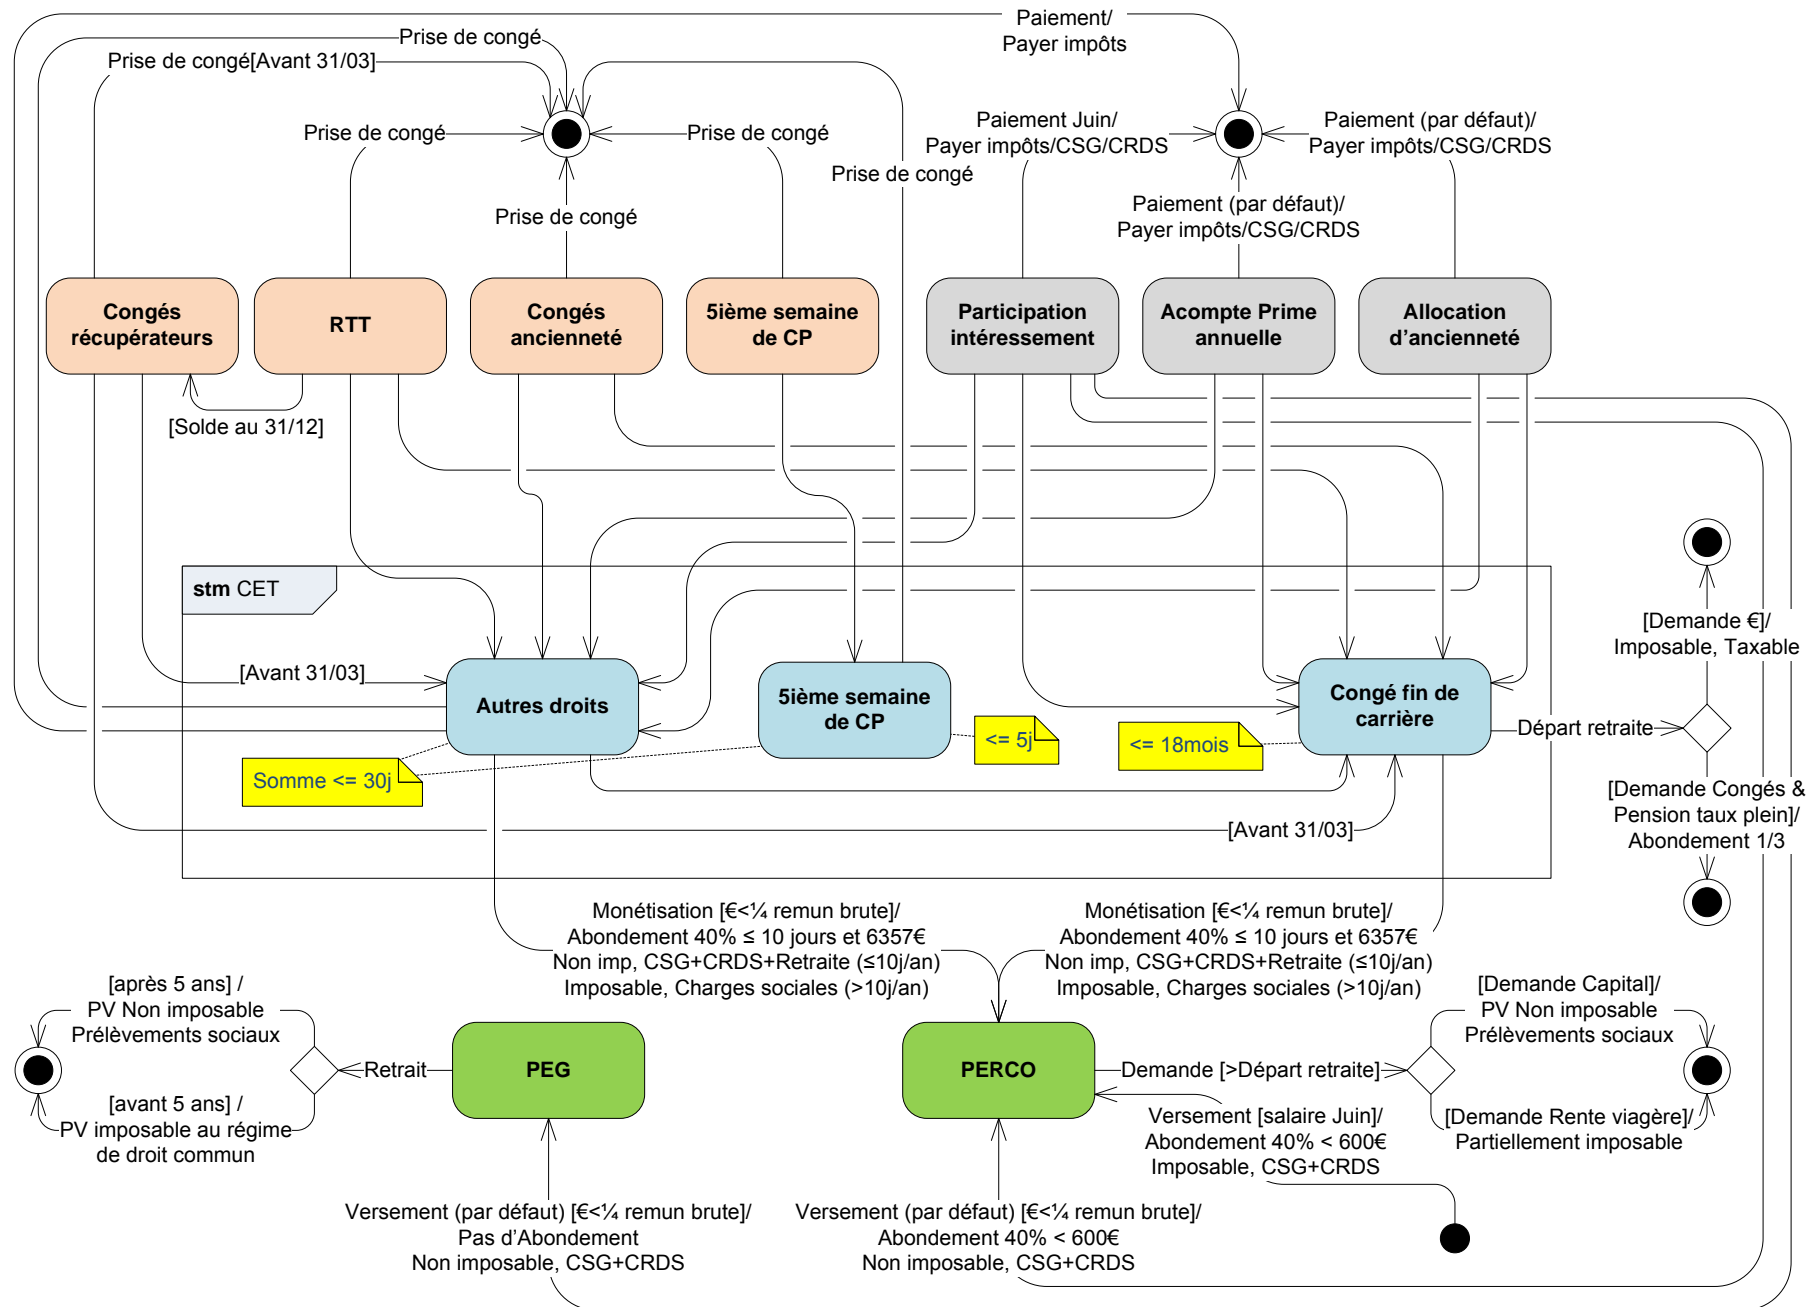 Paiement/
Payer impôts
Prise de congé
Prise de congé[Avant 31/03]
Prise de congé
Prise de congé
Prise de congé
Prise de congé
Paiement Juin/
Payer impôts/CSG/CRDS
Paiement (par défaut)/
Payer impôts/CSG/CRDS
Paiement (par défaut)/
Payer impôts/CSG/CRDS
Congés
récupérateurs
RTT
Congés
ancienneté
5ième semaine
de CP
Participation
intéressement
Acompte Prime
annuelle
Allocation
d'ancienneté
[Solde au 31/12]
stm CET
[Avant 31/03]
Autres droits
5ième semaine
de CP
Congé fin de
carrière
<= 5j
<= 18mois
Somme <= 30j
[Avant 31/03]
Départ retraite
[Demande €]/
Imposable, Taxable
[Demande Congés &
Pension taux plein]/
Abondement 1/3
Monétisation [€<¼ remun brute]/
Abondement 40% ≤ 10 jours et 6357€
Non imp, CSG+CRDS+Retraite (≤10j/an)
Imposable, Charges sociales (>10j/an)
Monétisation [€<¼ remun brute]/
Abondement 40% ≤ 10 jours et 6357€
Non imp, CSG+CRDS+Retraite (≤10j/an)
Imposable, Charges sociales (>10j/an)
[après 5 ans] /
PV Non imposable
Prélèvements sociaux
Retrait
[avant 5 ans] /
PV imposable au régime
de droit commun
PEG
PERCO
Demande [>Départ retraite]
[Demande Capital]/
PV Non imposable
Prélèvements sociaux
[Demande Rente viagère]/
Partiellement imposable
Versement [salaire Juin]/
Abondement 40% < 600€
Imposable, CSG+CRDS
Versement (par défaut) [€<¼ remun brute]/
Pas d'Abondement
Non imposable, CSG+CRDS
Versement (par défaut) [€<¼ remun brute]/
Abondement 40% < 600€
Non imposable, CSG+CRDS